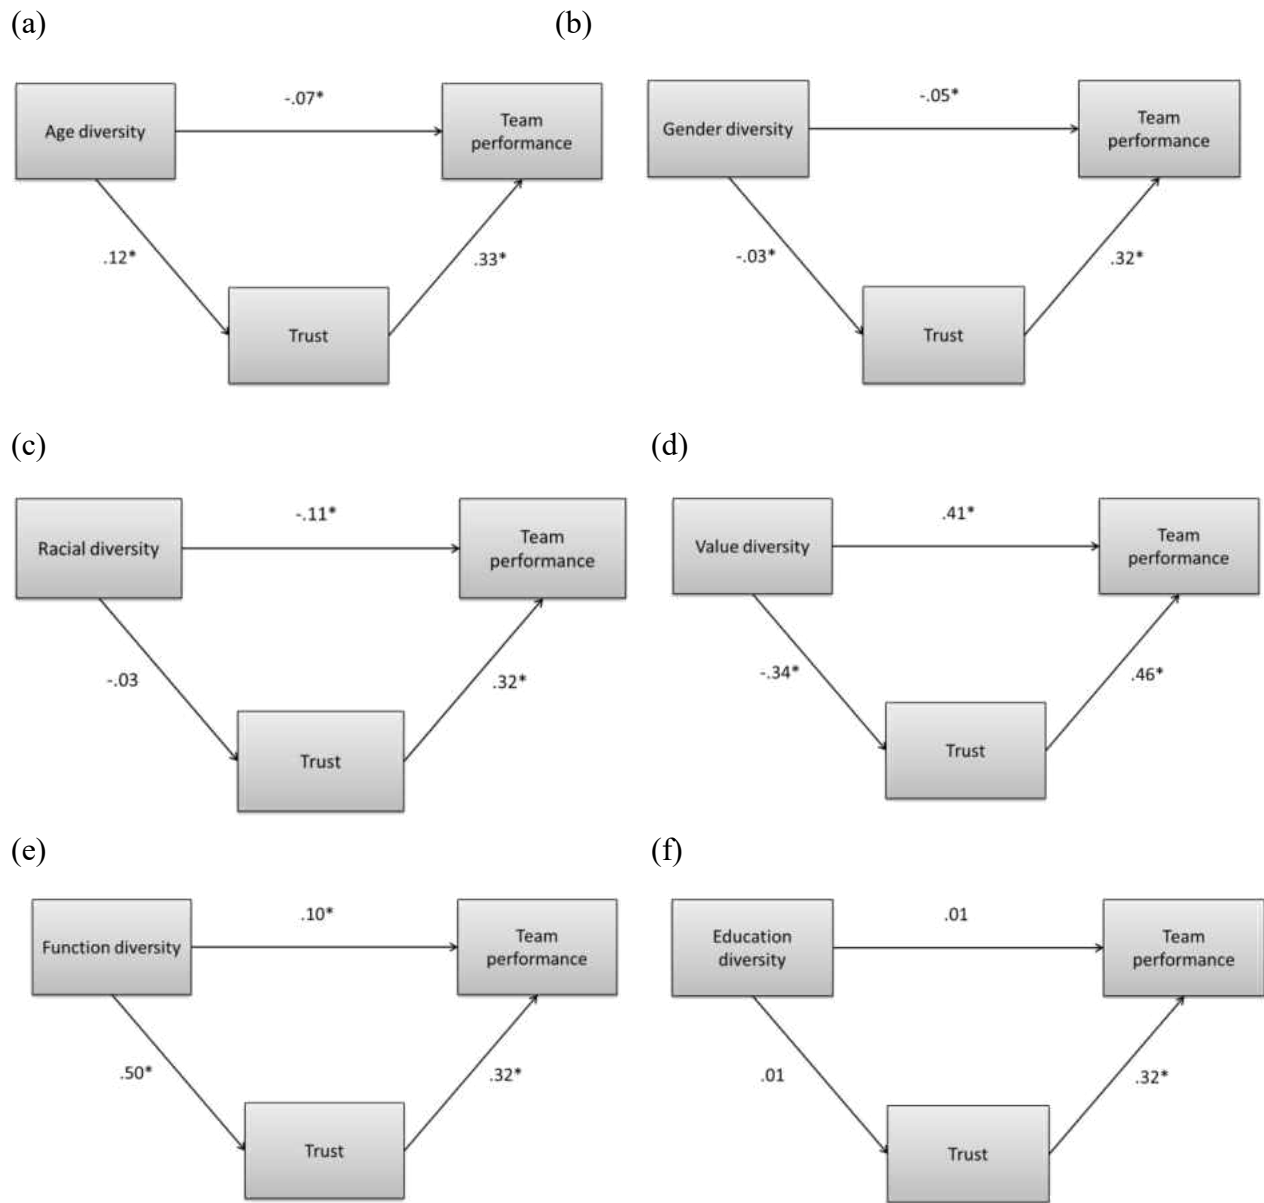 (a)
(b)
-.07*
-.05*
Age diversity
Team
performance
Gender diversity
Team
performance
.12*
.33*
-.03*
.32*
Trust
Trust
(c)
(d)
-.11*
.41*
Racial diversity
Team
performance
Value diversity
Team
performance
-.03
.32*
-.34*
.46*
Trust
Trust
(e)
(f)
.10*
.01
Function diversity
Team
performance
Education
diversity
Team
performance
.50*
.32*
.01
.32*
Trust
Trust